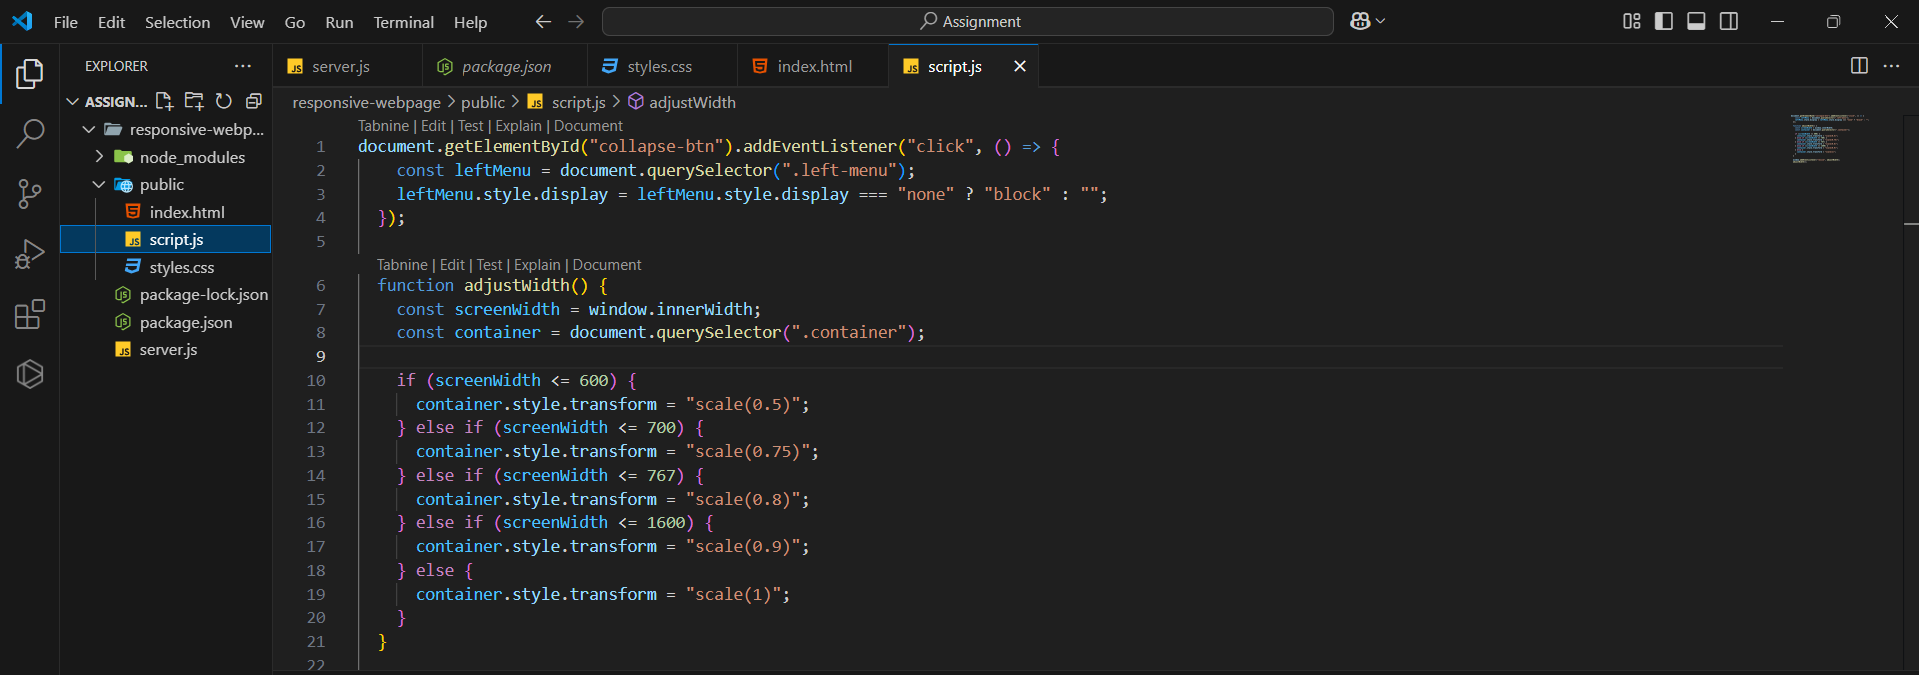 File Edit Selection View Go Run Terminal Help
Assignment
EXPLORER
ASSIGN...
responsive-webp...
node_modules
public
index.html
script.js
styles.css
package-lock.json
package.json
server.js
server.js
package.json
styles.css
index.html
script.js
responsive-webpage > public > script.js > adjustWidth
Tabnine | Edit | Test | Explain | Document
1 document.getElementById("collapse-btn").addEventListener("click", () => {
2 const leftMenu = document.querySelector(".left-menu");
3 leftMenu.style.display = leftMenu.style.display === "none" ? "block" : "";
4 });
5
Tabnine | Edit | Test | Explain | Document
6 function adjustWidth() {
7 const screenWidth = window.innerWidth;
8 const container = document.querySelector(".container");
9
10 if (screenWidth <= 600) {
11 container.style.transform = "scale(0.5)";
12 } else if (screenWidth <= 700) {
13 container.style.transform = "scale(0.75)";
14 } else if (screenWidth <= 767) {
15 container.style.transform = "scale(0.8)";
16 } else if (screenWidth <= 1600) {
17 container.style.transform = "scale(0.9)";
18 } else {
19 container.style.transform = "scale(1)";
20 }
21 }
22